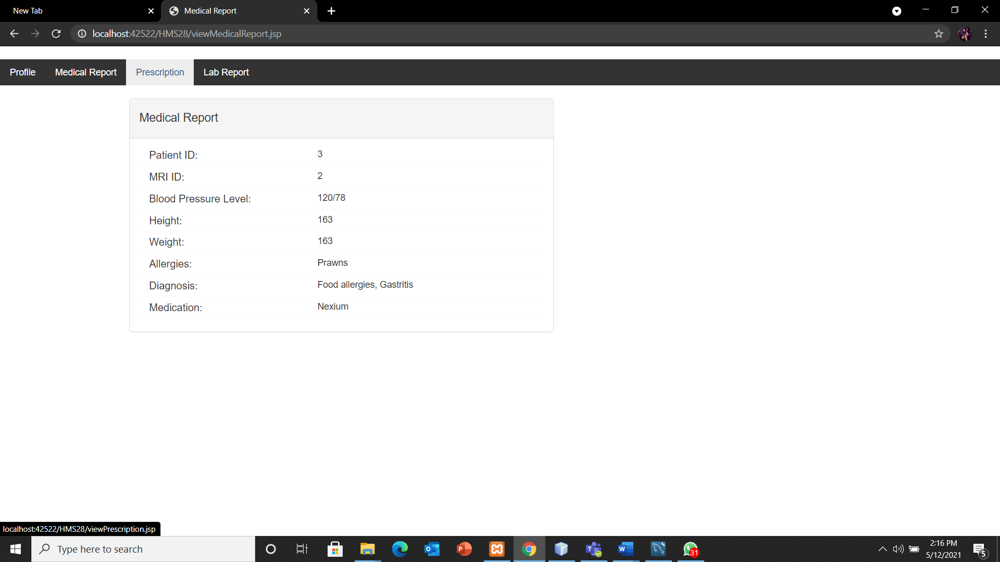 New Tab
Medical Report
localhost:42522/HMS28/viewMedicalReport.jsp
Profile Medical Report Prescription Lab Report
Medical Report
Patient ID: 3
MRI ID: 2
Blood Pressure Level: 120/78
Height: 163
Weight: 163
Allergies: Prawns
Diagnosis: Food allergies, Gastritis
Medication: Nexium
localhost:42522/HMS28/viewPrescription.jsp
Type here to search
31
2:16 PM
5/12/2021
5